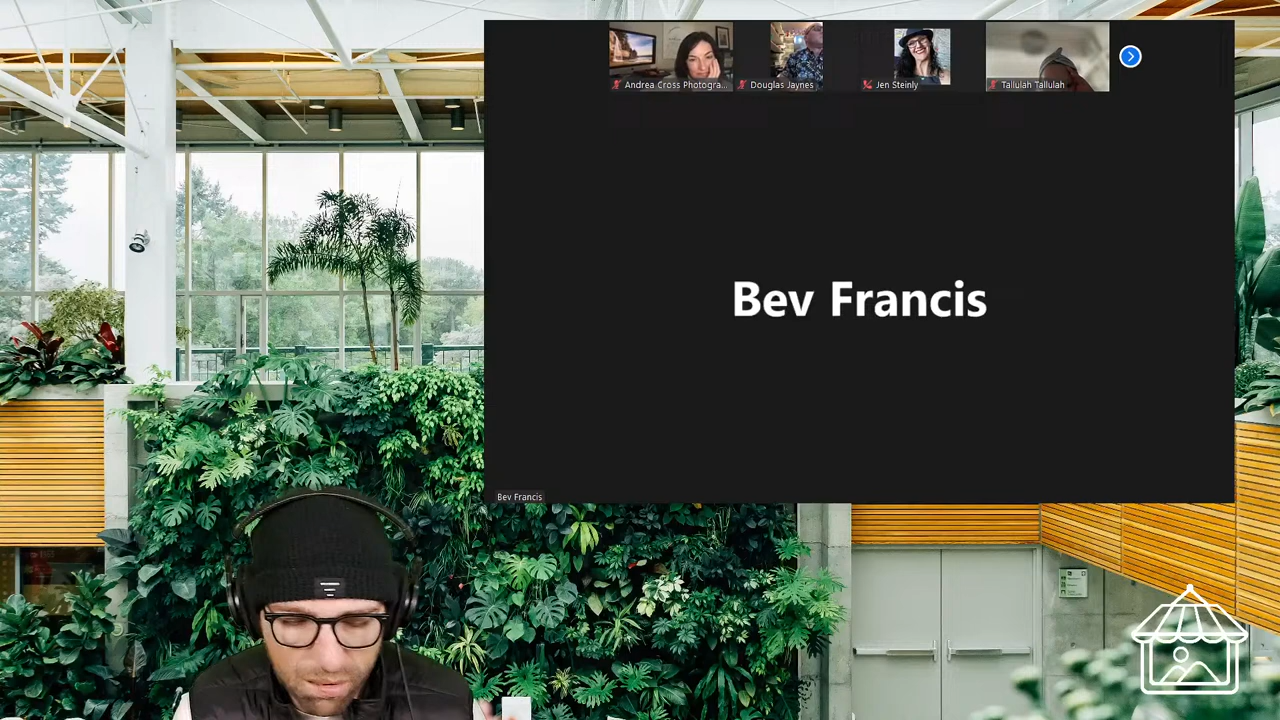 Andrea Cross Photogra...
Douglas Jaynes
Jen Steinly
Tallulah Tallulah
Bev Francis
Bev Francis